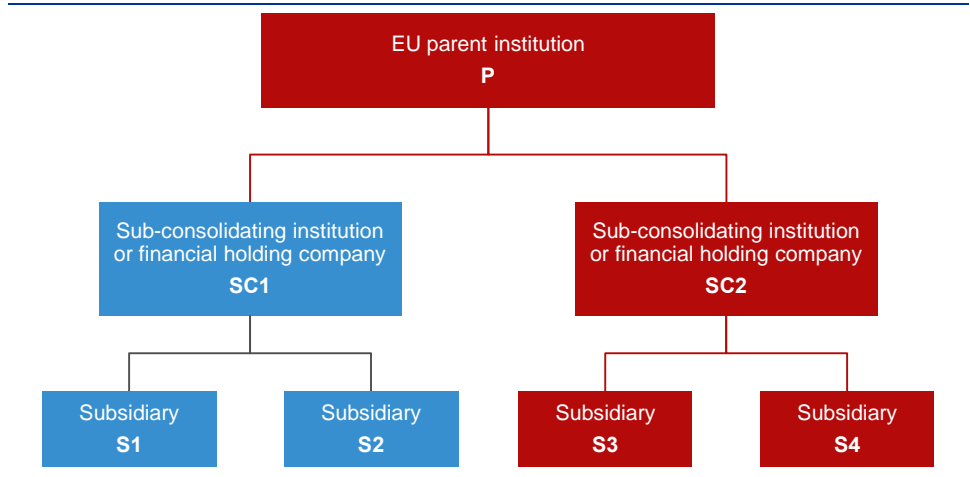 EU parent institution
P
Sub-consolidating institution
or financial holding company
SC1
Sub-consolidating institution
or financial holding company
SC2
Subsidiary
S1
Subsidiary
S2
Subsidiary
S3
Subsidiary
S4